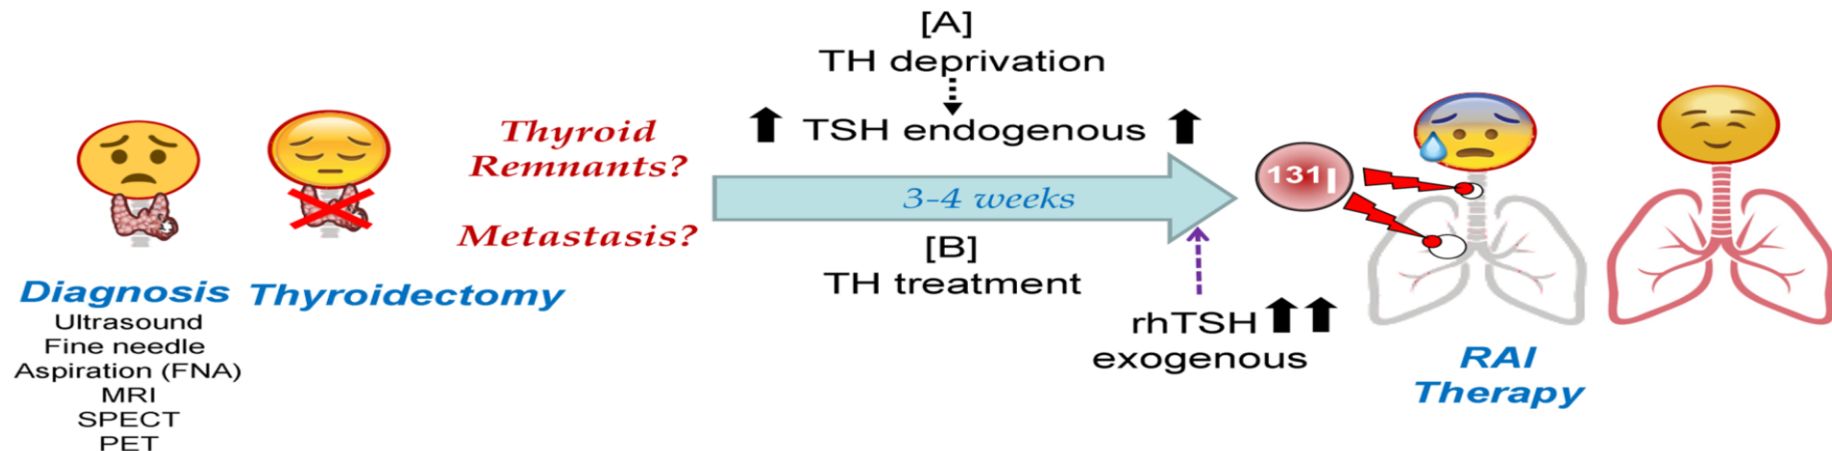 Diagnosis
Ultrasound
Fine needle
Aspiration (FNA)
MRI
SPECT
PET
Thyroidectomy
Thyroid
Remnants?
Metastasis?
[A]
TH deprivation
TSH endogenous
3-4 weeks
[B]
TH treatment
rhTSH
exogenous
131I
RAI
Therapy